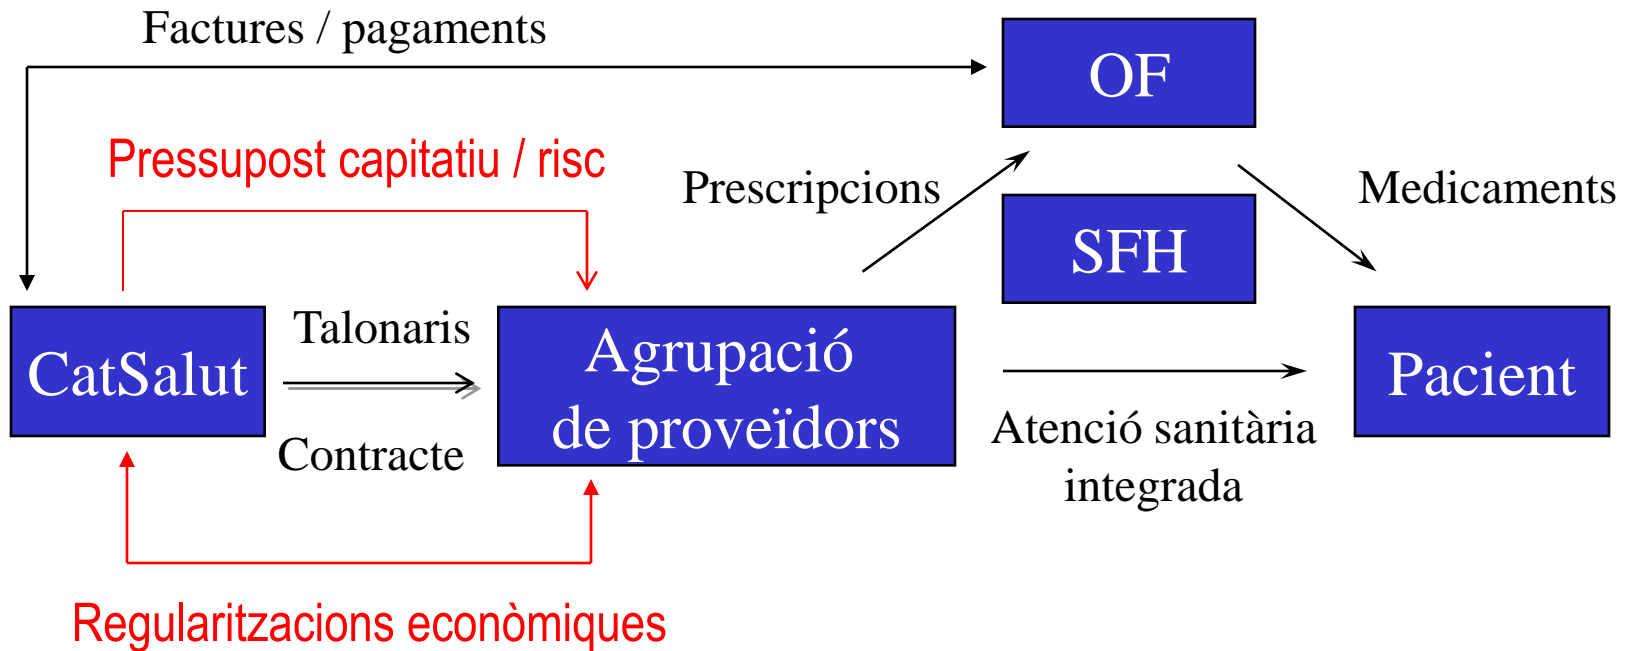 Factures / pagaments
OF
Pressupost capitatiu / risc
Prescripcions
Medicaments
SFH
Talonaris
CatSalut
Agrupació
de proveïdors
Pacient
Contracte
Atenció sanitària
integrada
Regularitzacions econòmiques